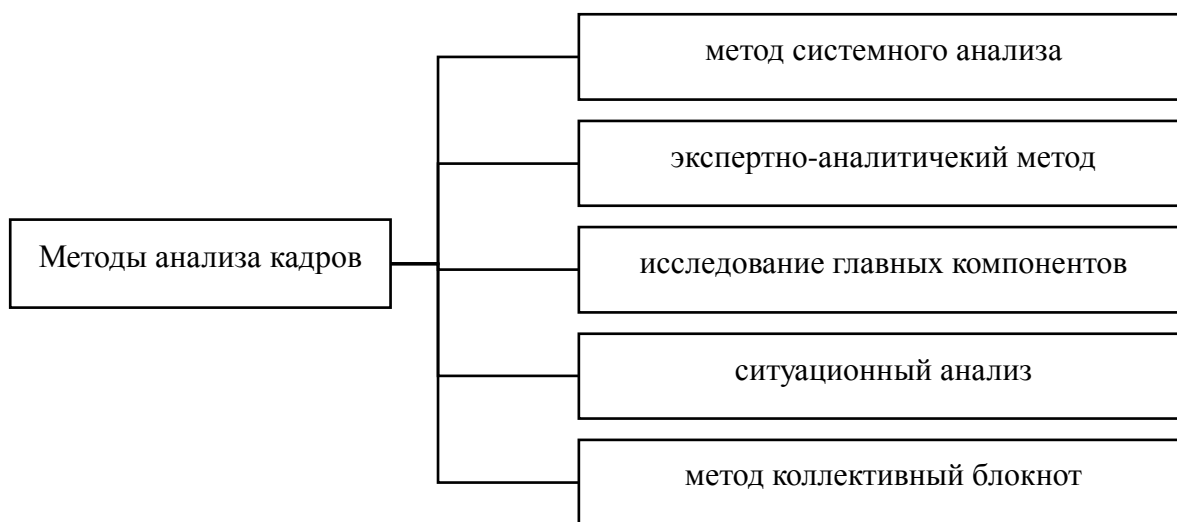 метод системного анализа
экспертно-аналитичекий метод
Методы анализа кадров
исследование главных компонентов
ситуационный анализ
метод коллективный блокнот